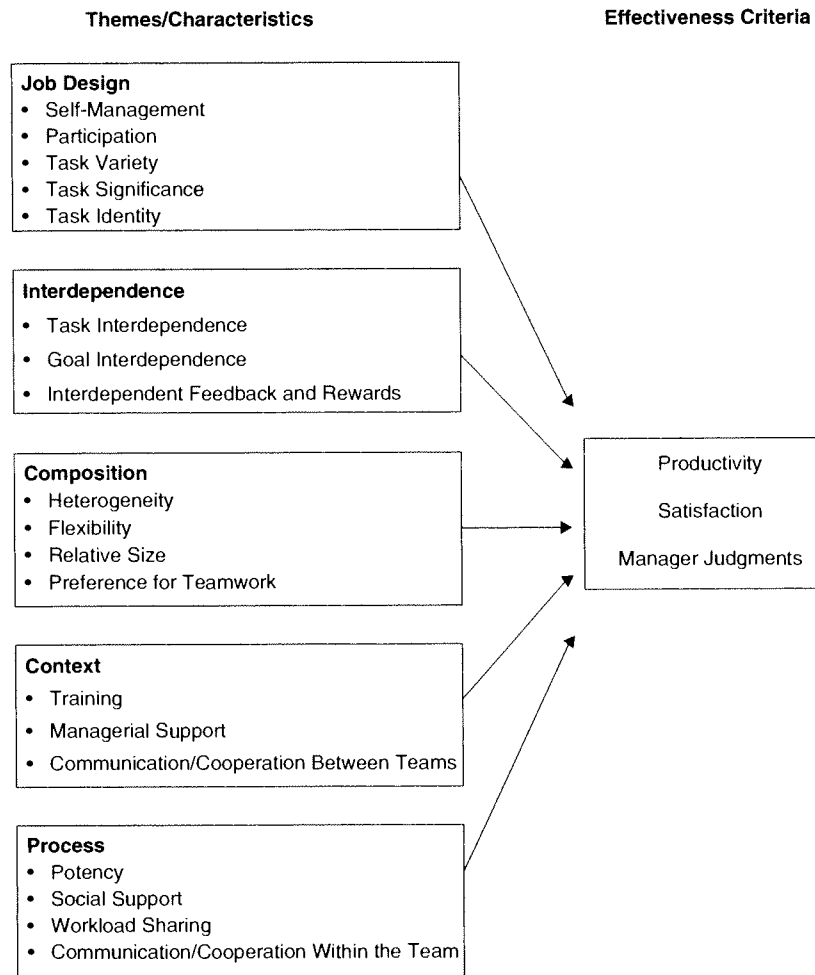 Themes/Characteristics
Effectiveness Criteria
Job Design
• Self-Management
• Participation
• Task Variety
• Task Significance
• Task Identity
Interdependence
• Task Interdependence
• Goal Interdependence
• Interdependent Feedback and Rewards
Composition
• Heterogeneity
• Flexibility
• Relative Size
• Preference for Teamwork
Context
• Training
• Managerial Support
• Communication/Cooperation Between Teams
Process
• Potency
• Social Support
• Workload Sharing
• Communication/Cooperation Within the Team
Productivity
Satisfaction
Manager Judgments